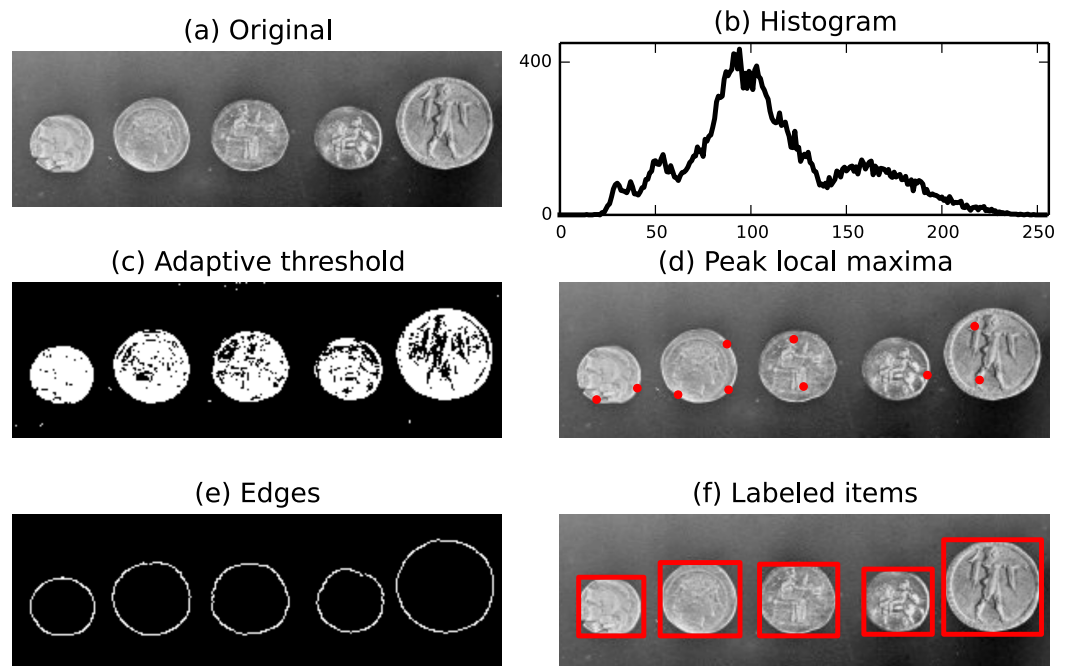 (a) Original
(b) Histogram
400
0
0 50 100 150 200 250
(c) Adaptive threshold
(d) Peak local maxima
(e) Edges
(f) Labeled items